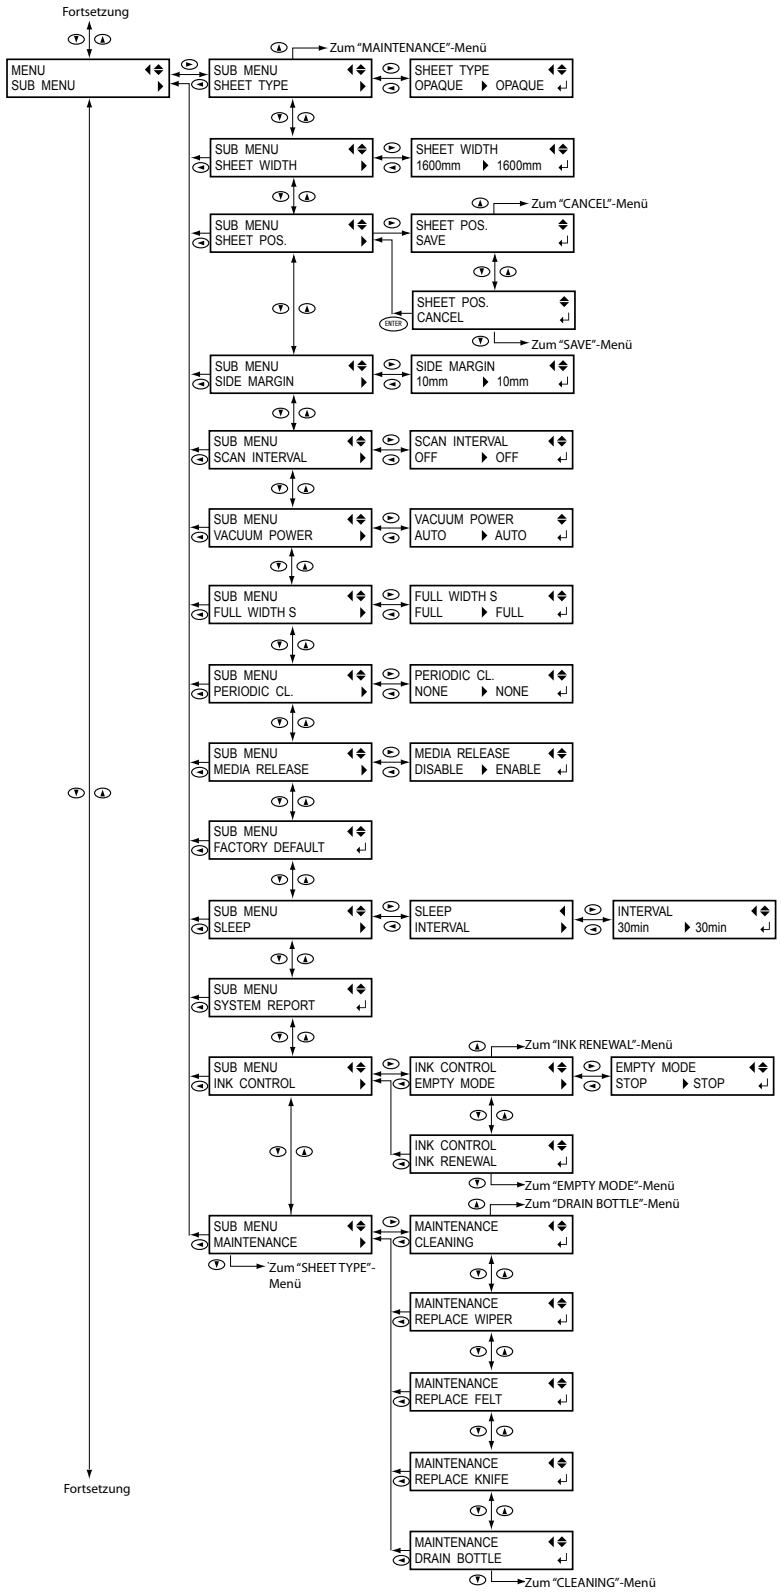 Fortsetzung
Zum "MAINTENANCE"-Menü
MENU
SUB MENU
SUB MENU
SHEET TYPE
SHEET TYPE
OPAQUE OPAQUE
SUB MENU
SHEET WIDTH
SHEET WIDTH
1600mm 1600mm
Zum "CANCEL"-Menü
SUB MENU
SHEET POS.
SHEET POS.
SAVE
SHEET POS.
CANCEL
ENTER
Zum "SAVE"-Menü
SUB MENU
SIDE MARGIN
SIDE MARGIN
10mm 10mm
SUB MENU
SCAN INTERVAL
SCAN INTERVAL
OFF OFF
SUB MENU
VACUUM POWER
VACUUM POWER
AUTO AUTO
SUB MENU
FULL WIDTH S
FULL WIDTH S
FULL FULL
SUB MENU
PERIODIC CL.
PERIODIC CL.
NONE NONE
SUB MENU
MEDIA RELEASE
MEDIA RELEASE
DISABLE ENABLE
SUB MENU
FACTORY DEFAULT
SUB MENU
SLEEP
SLEEP
INTERVAL
INTERVAL
30min 30min
SUB MENU
SYSTEM REPORT
Zum "INK RENEWAL"-Menü
SUB MENU
INK CONTROL
INK CONTROL
EMPTY MODE
EMPTY MODE
STOP STOP
INK CONTROL
INK RENEWAL
Zum "EMPTY MODE"-Menü
Zum "DRAIN BOTTLE"-Menü
SUB MENU
MAINTENANCE
MAINTENANCE
CLEANING
Zum "SHEET TYPE"-
Menü
MAINTENANCE
REPLACE WIPER
MAINTENANCE
REPLACE FELT
MAINTENANCE
REPLACE KNIFE
Fortsetzung
MAINTENANCE
DRAIN BOTTLE
Zum "CLEANING"-Menü